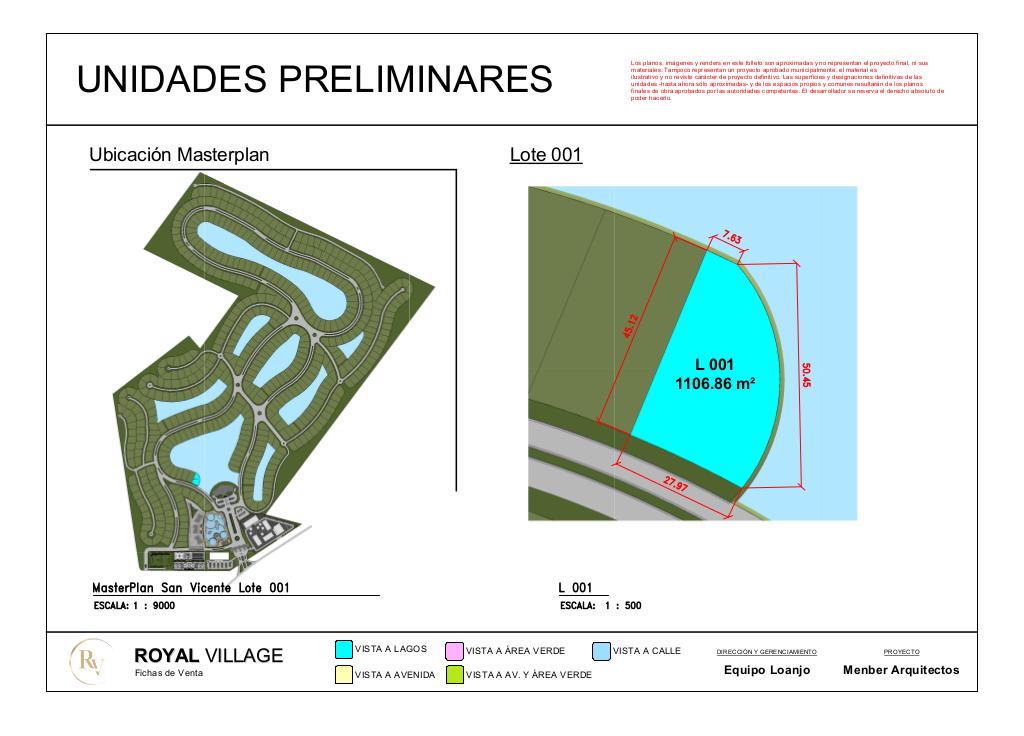 UNIDADES PRELIMINARES
Los planos, imágenes y renders en este folleto son aproximadas y no representan el proyecto final, ni sus
materiales. Tampoco representan un proyecto aprobado municipalmente, el material es
ilustrativo y no reviste carácter de proyecto definitivo. Las superficies y designaciones definitivas de las
unidades -hasta ahora sólo aproximadas- y de los espacios propios y comunes resultarán de los planos
finales de obra aprobados por las autoridades competentes. El desarrollador se reserva el derecho absoluto de
poder hacerlo.
Ubicación Masterplan
Lote 001
7.63
45.12
L 001
1106.86 m²
50.45
27.97
MasterPlan San Vicente Lote 001
ESCALA: 1 : 9000
L 001
ESCALA: 1 : 500
RV
ROYAL VILLAGE
Fichas de Venta
VISTA A LAGOS
VISTA A ÁREA VERDE
VISTA A CALLE
VISTA A AVENIDA
VISTA A AV. Y ÁREA VERDE
DIRECCIÓN Y GERENCIAMIENTO
Equipo Loanjo
PROYECTO
Menber Arquitectos